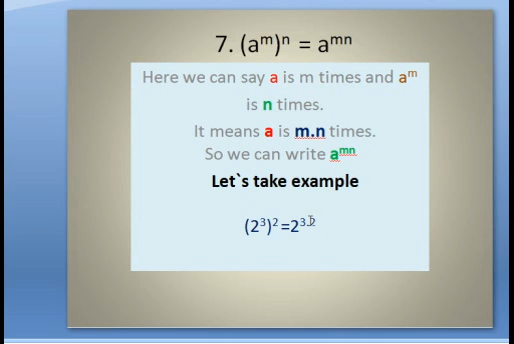 7. (aᵐ)ⁿ = aᵐⁿ
Here we can say a is m times and aᵐ
is n times.
It means a is m.n times.
So we can write aᵐⁿ
Let`s take example
(2³)²=2³·²